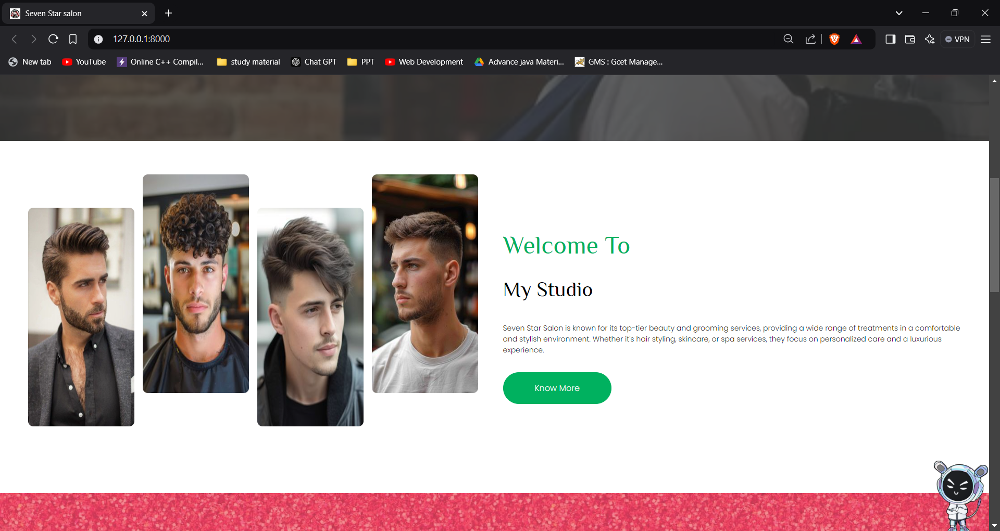 Seven Star salon
127.0.0.1:8000
VPN
New tab
YouTube
Online C++ Compil...
study material
Chat GPT
PPT
Web Development
Advance java Materi...
GMS : Gcet Manage...
Welcome To
My Studio
Seven Star Salon is known for its top-tier beauty and grooming services, providing a wide range of treatments in a comfortable
and stylish environment. Whether it's hair styling, skincare, or spa services, they focus on personalized care and a luxurious
experience.
Know More